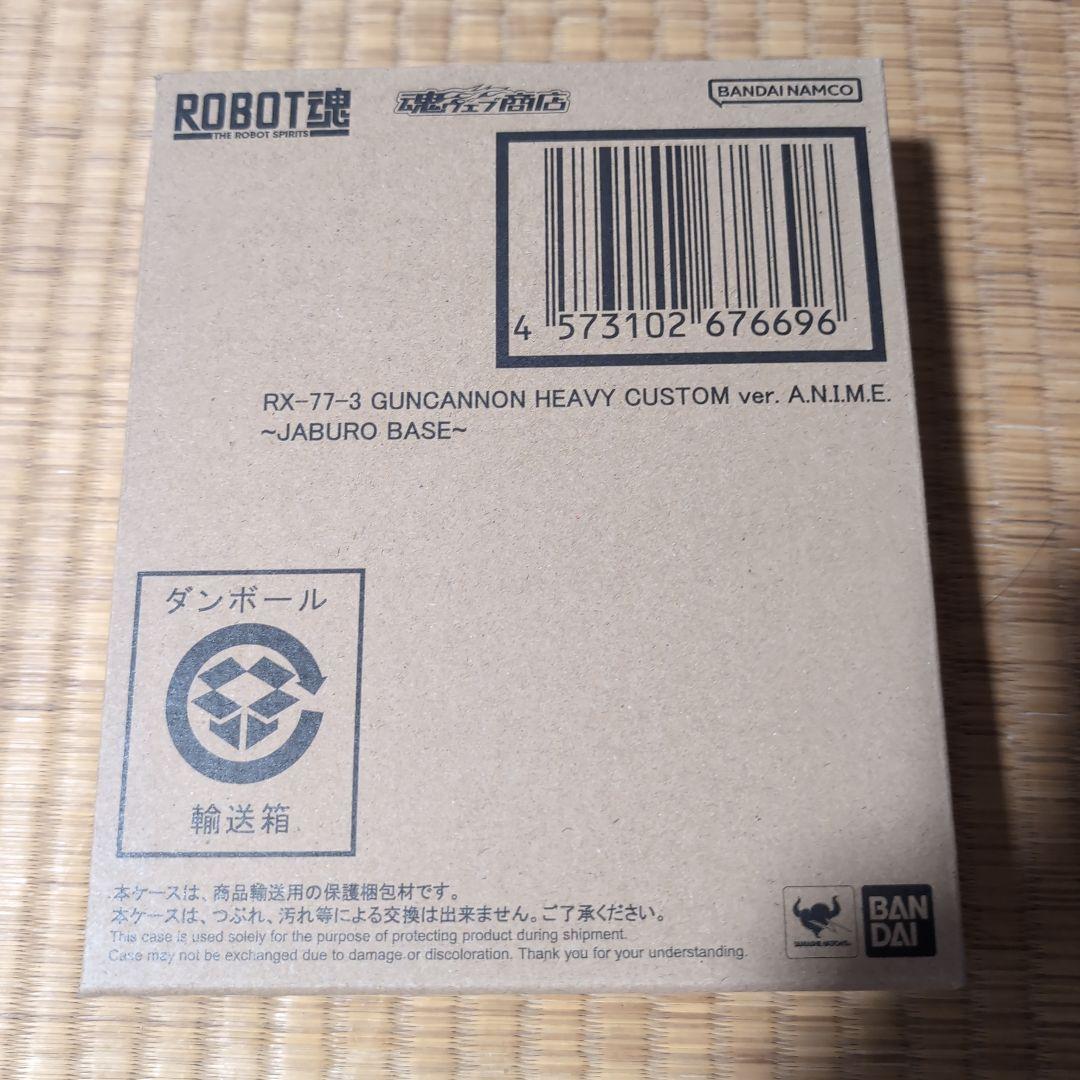 ROBOT魂
THE ROBOT SPIRITS
魂ウェブ商店
BANDAI NAMCO
4 573102 676696
RX-77-3 GUNCANNON HEAVY CUSTOM ver. A.N.I.M.E.
~JABURO BASE~
ダンボール
輸送箱
本ケースは、商品輸送用の保護梱包材です。
本ケースは、つぶれ、汚れ等による交換は出来ません。ご了承ください。
This case is used solely for the purpose of protecting product during shipment.
Case may not be exchanged due to damage or discoloration. Thank you for your understanding.
TAMASHII NATIONS
BAN
DAI